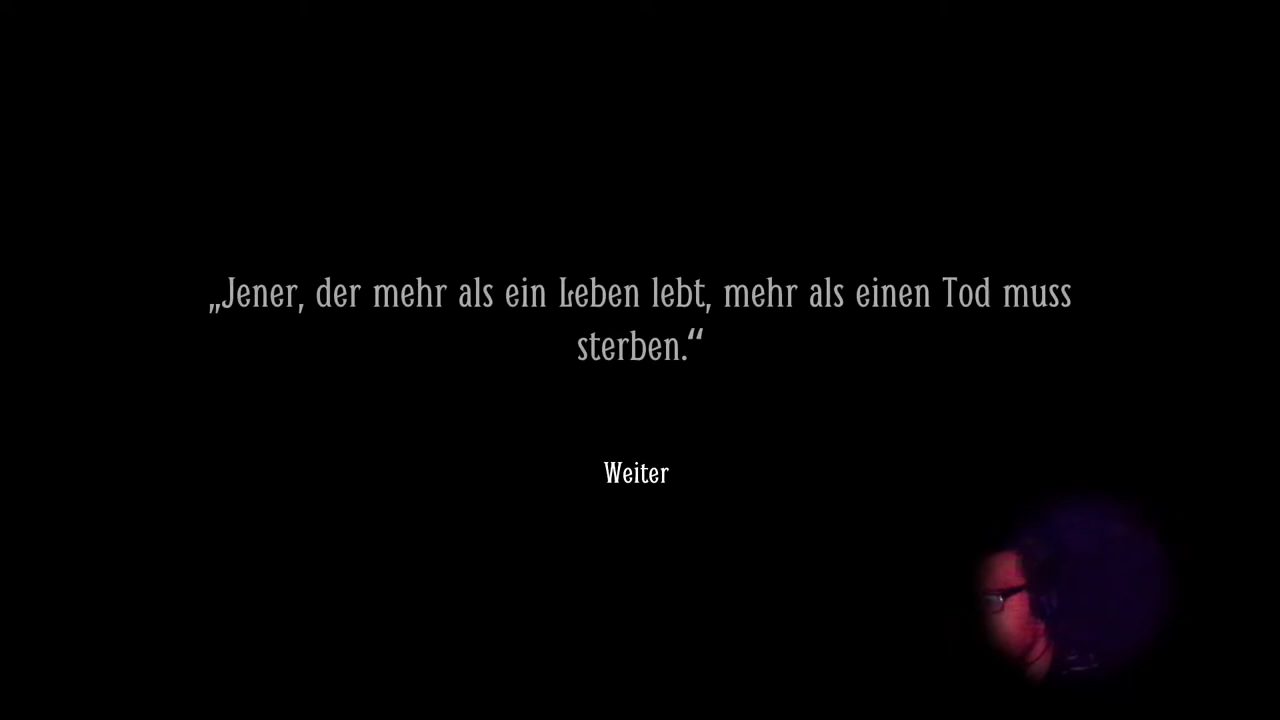 „Jener, der mehr als ein Leben lebt, mehr als einen Tod muss
sterben.“
Weiter